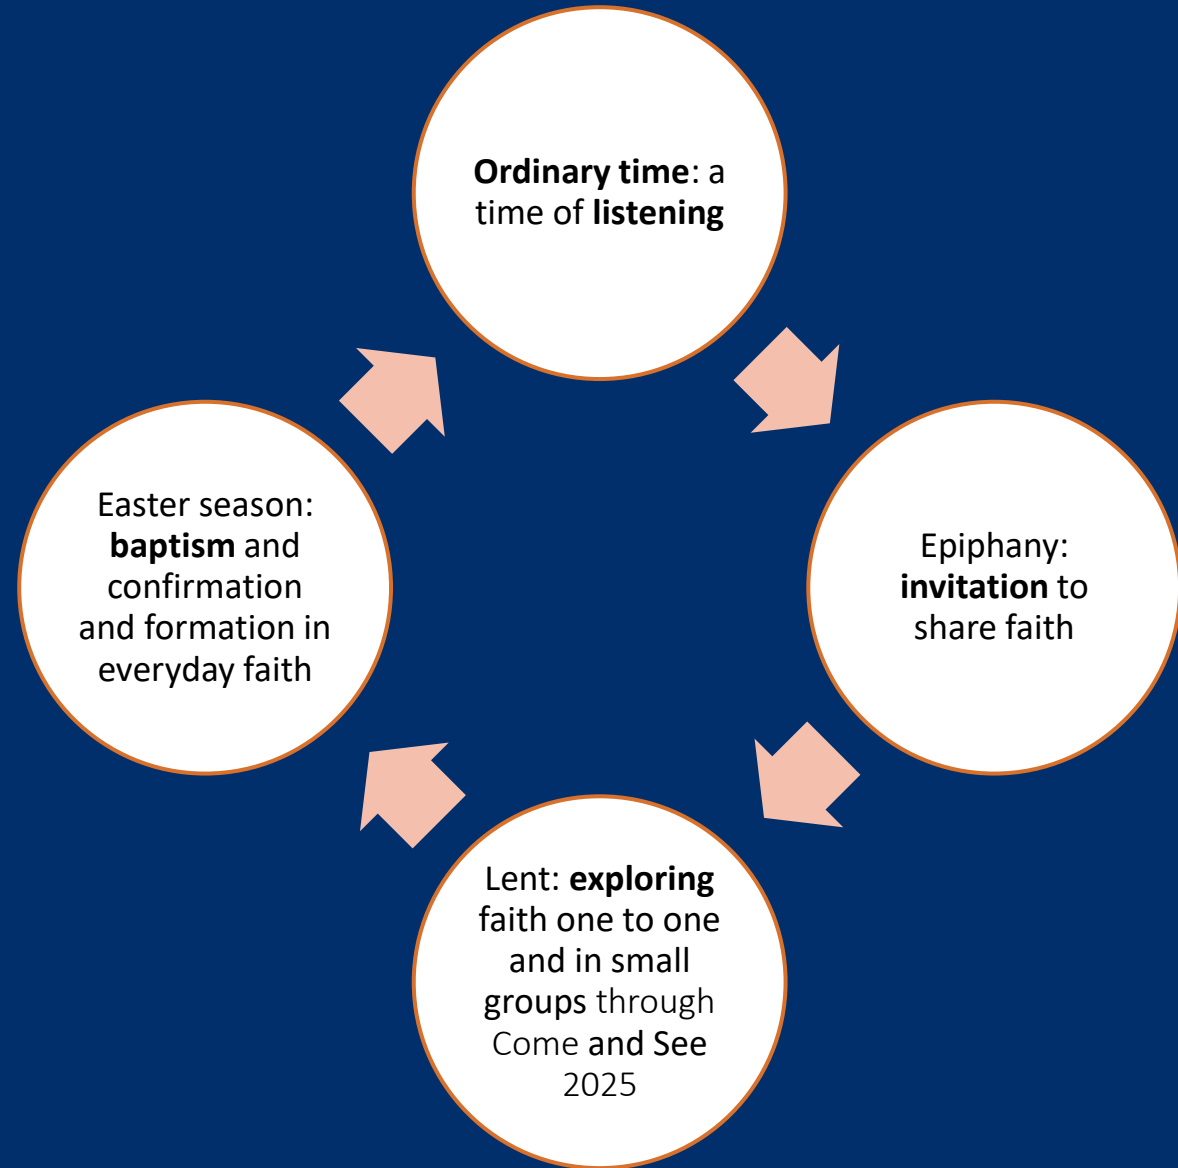 Ordinary time: a
time of listening
Epiphany:
invitation to
share faith
Lent: exploring
faith one to one
and in small
groups through
Come and See
2025
Easter season:
baptism and
confirmation
and formation in
everyday faith